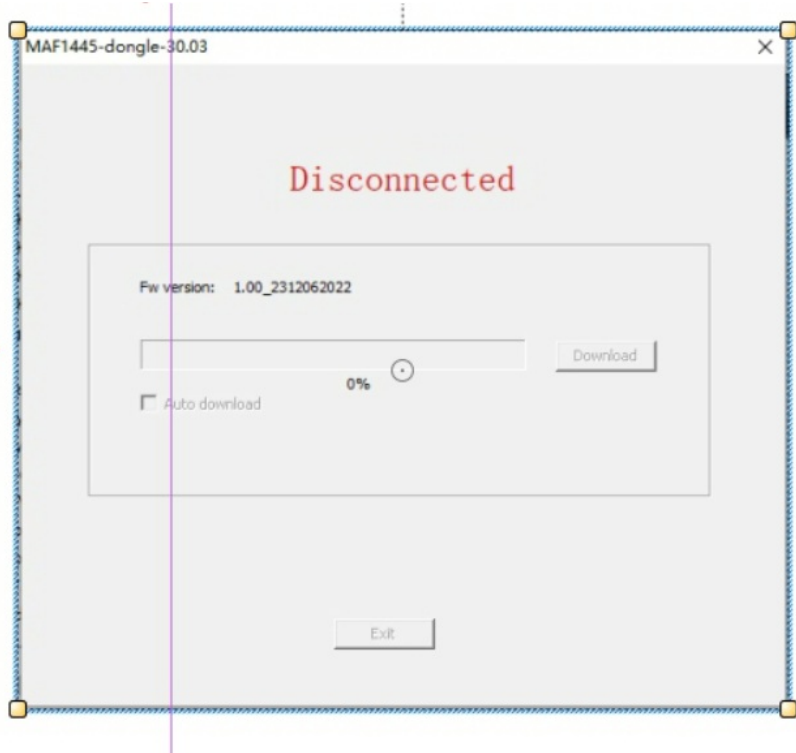 MAF1445-dongle-30.03
Disconnected
Fw version: 1.00_2312062022
Download
0%
Auto download
Exit